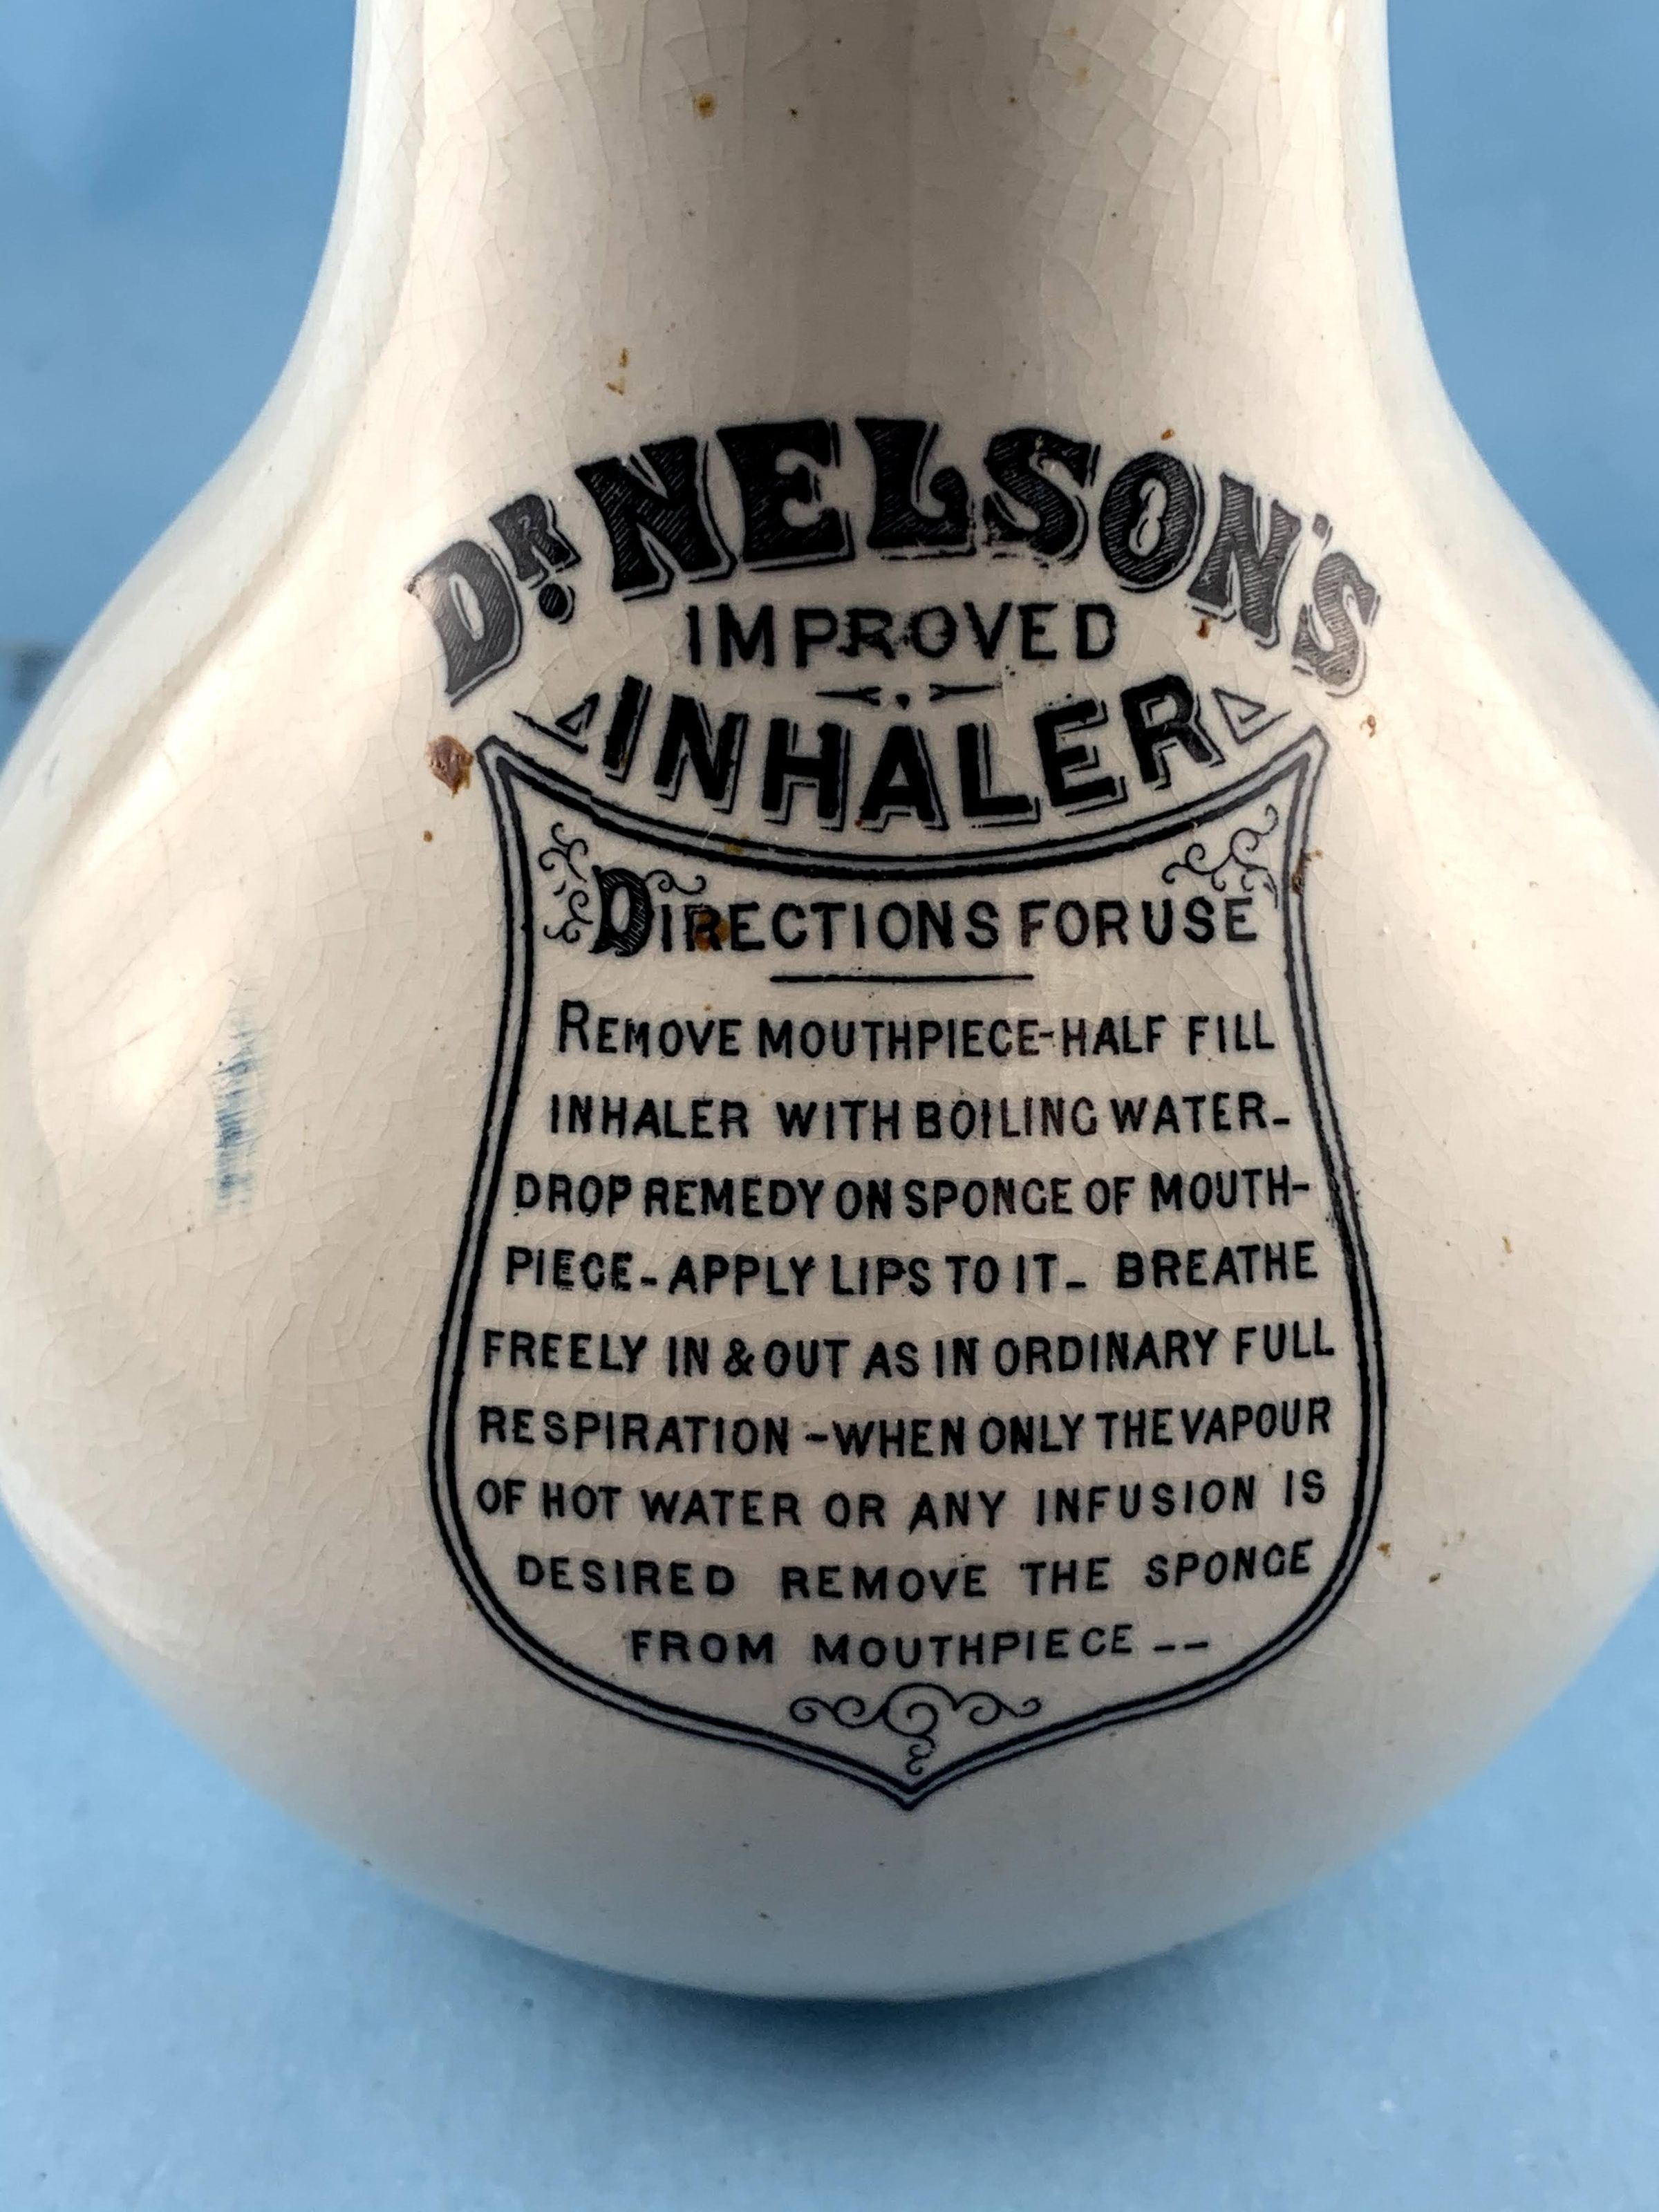 DR. NELSON'S
IMPROVED
INHALER
DIRECTIONS FOR USE
REMOVE MOUTHPIECE-HALF FILL
INHALER WITH BOILING WATER-
DROP REMEDY ON SPONGE OF MOUTH-
PIECE-APPLY LIPS TO IT- BREATHE
FREELY IN & OUT AS IN ORDINARY FULL
RESPIRATION -WHEN ONLY THE VAPOUR
OF HOT WATER OR ANY INFUSION IS
DESIRED REMOVE THE SPONGE
FROM MOUTHPIECE --